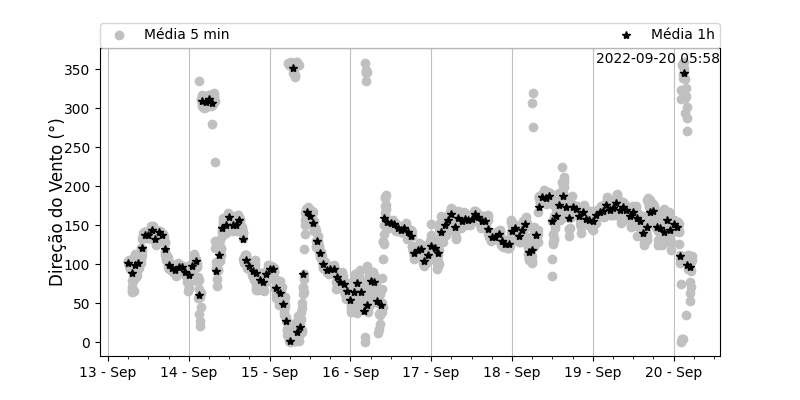 Média 5 min
Média 1h
2022-09-20 05:58
Direção do Vento (°)
350
300
250
200
150
100
50
0
13 - Sep
14 - Sep
15 - Sep
16 - Sep
17 - Sep
18 - Sep
19 - Sep
20 - Sep